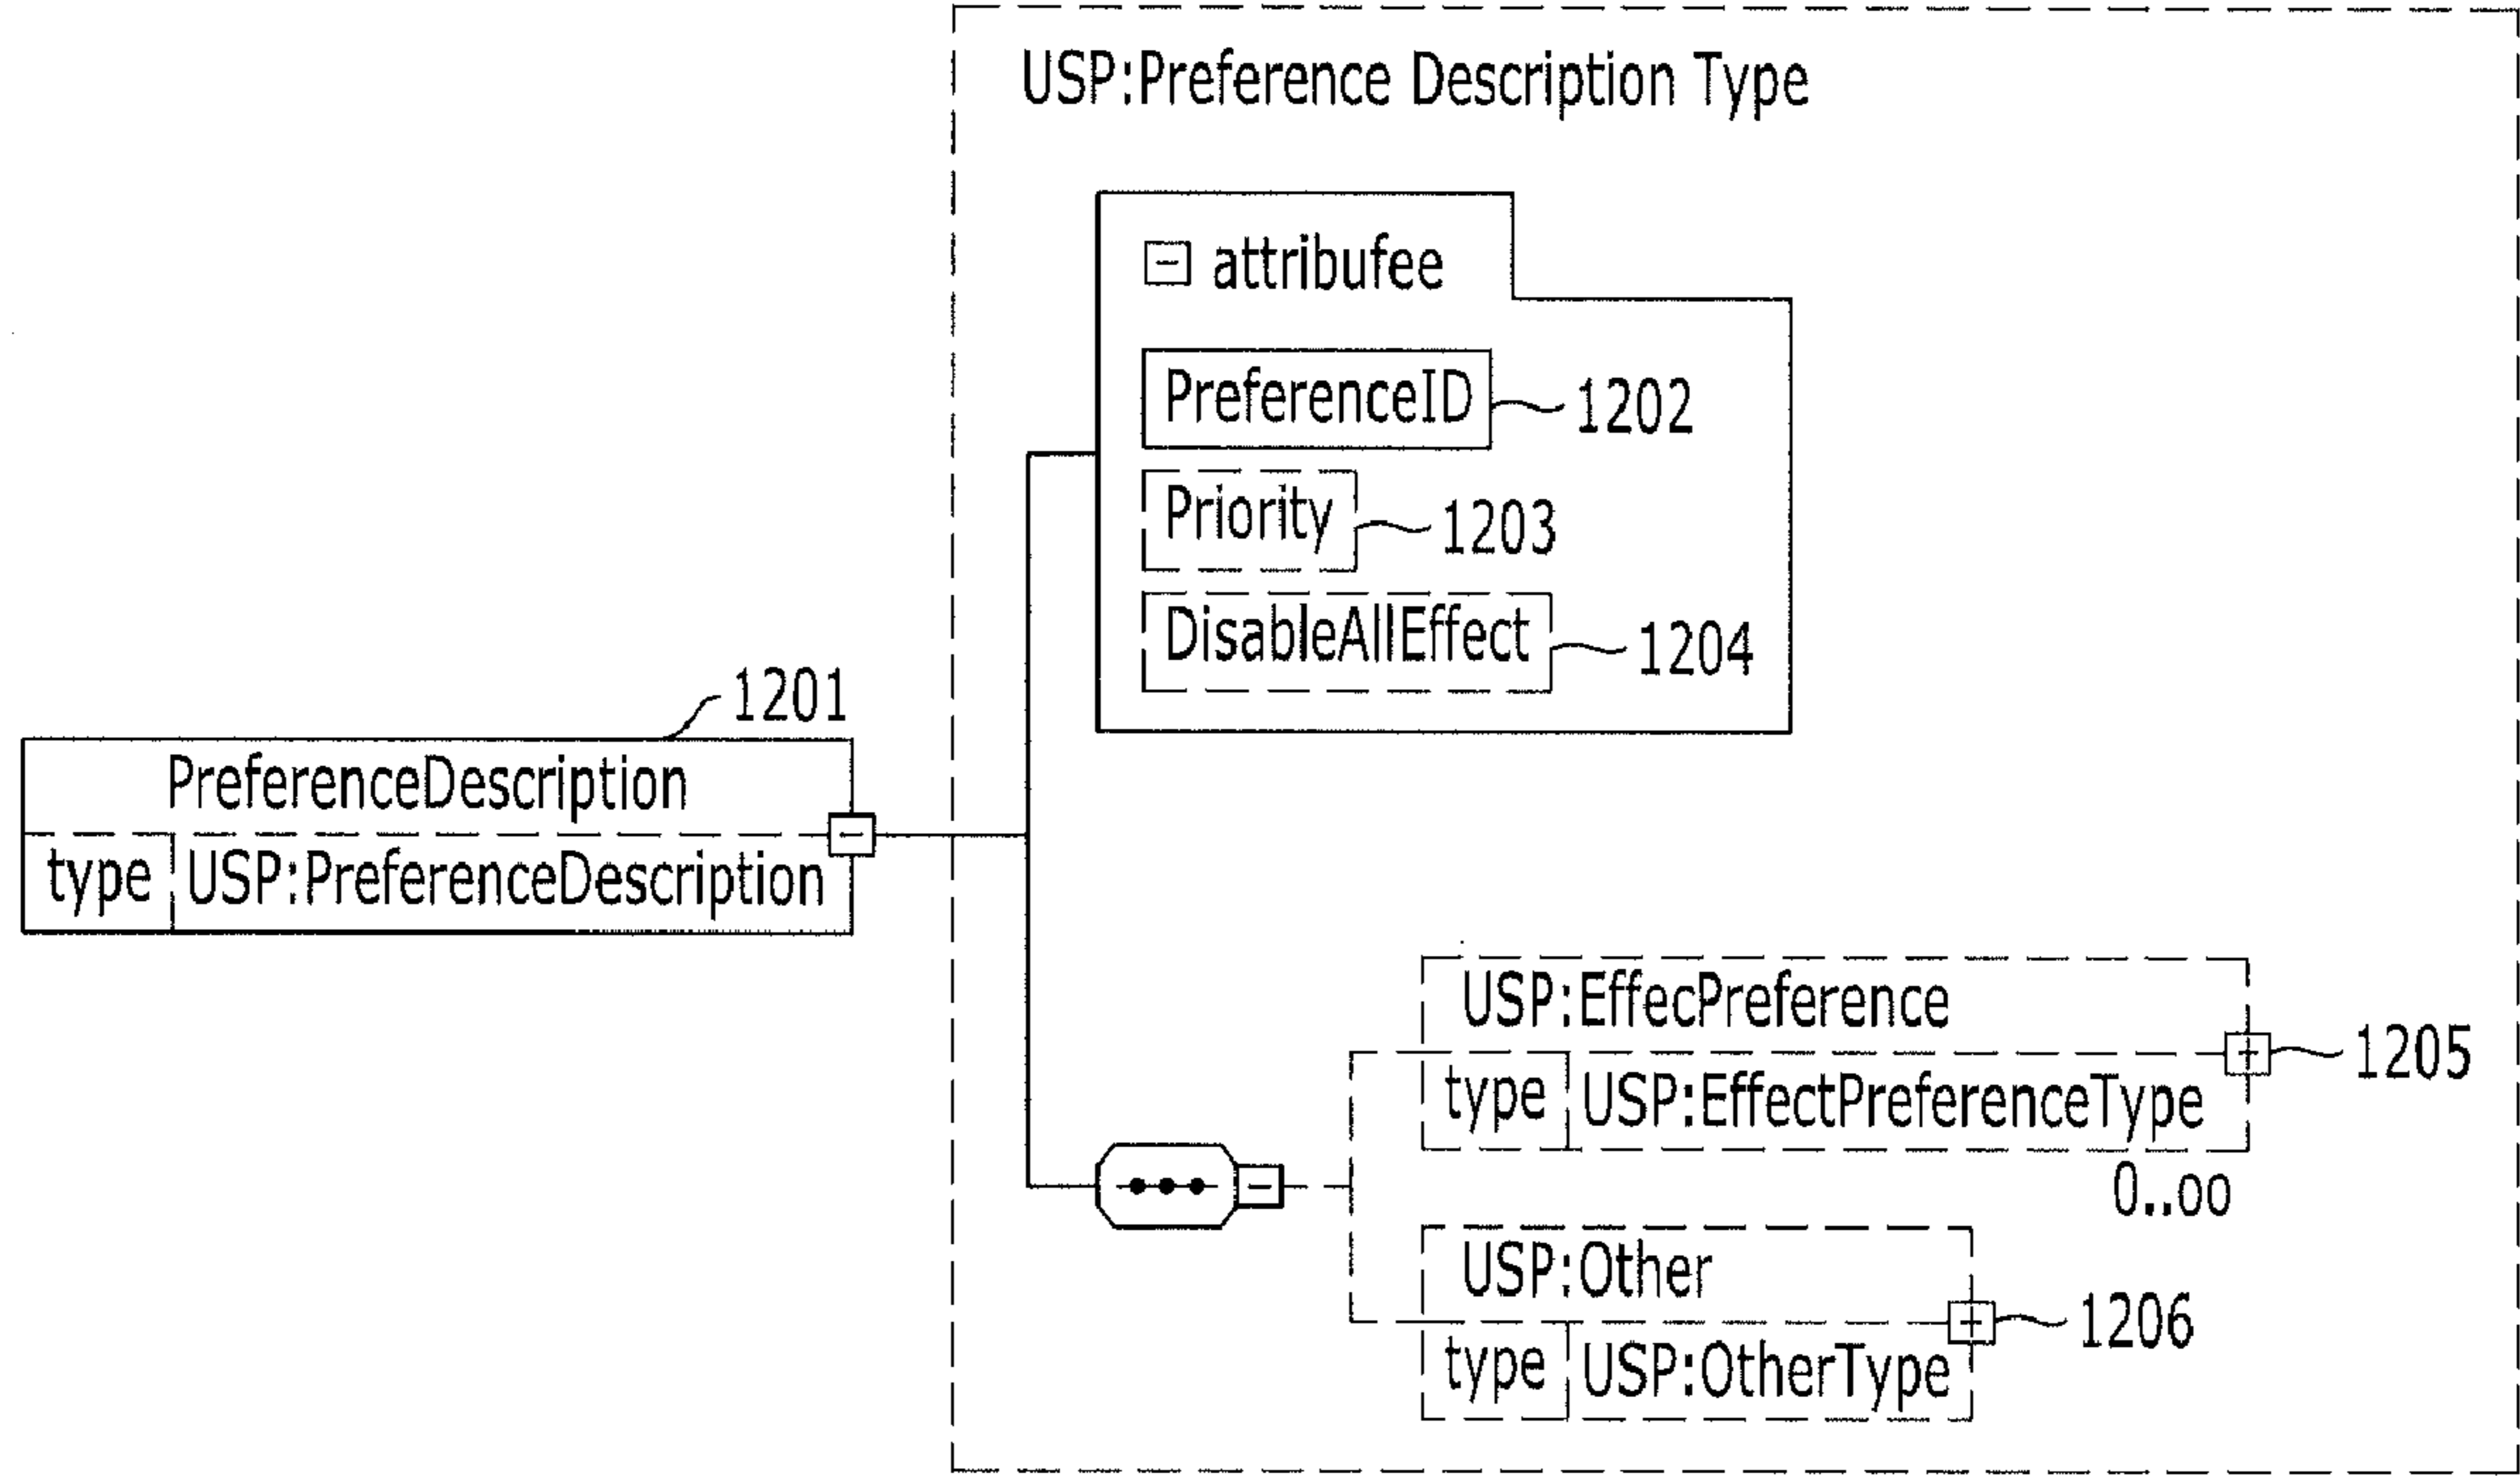 USP:Preference Description Type
attribufee
PreferenceID 1202
Priority 1203
DisableAllEffect 1204
1201
PreferenceDescription
type USP:PreferenceDescription
USP:EffecPreference
type USP:EffectPreferenceType
1205
0..oo
USP:Other
type USP:OtherType
1206